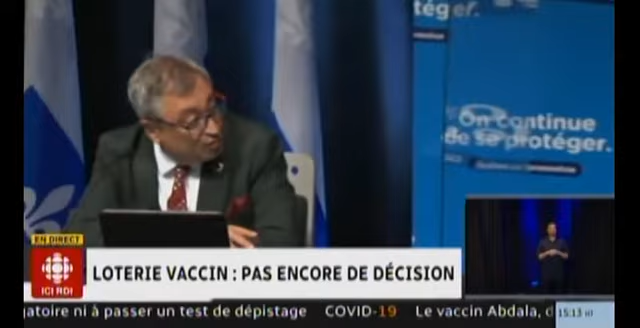 téger.
On continue
de se protéger.
EN DIRECT
LOTERIE VACCIN : PAS ENCORE DE DÉCISION
ICI RDI
gatoire ni à passer un test de dépistage COVID-19 Le vaccin Abdala, d
15:13